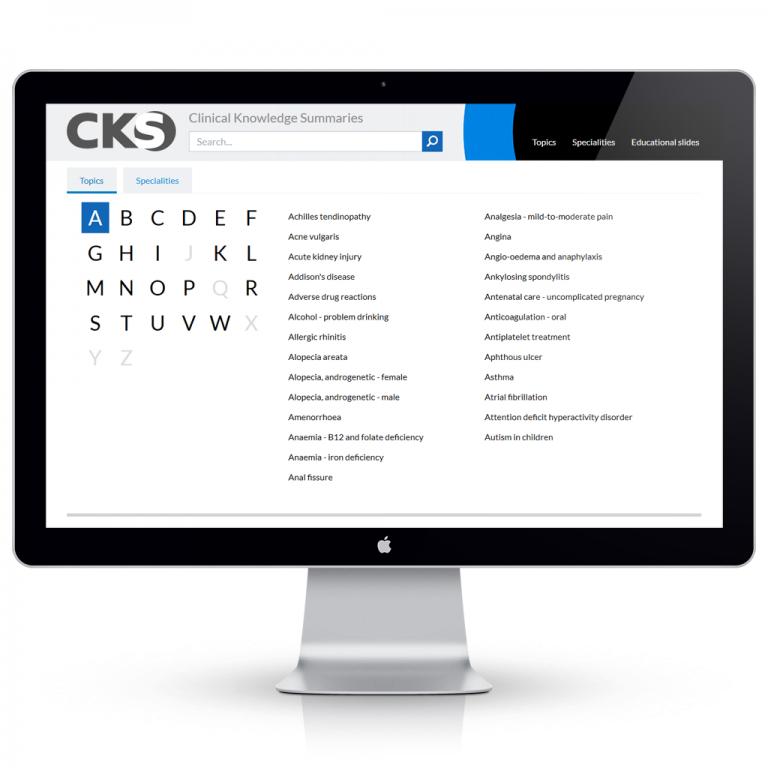 CKS
Clinical Knowledge Summaries
Search...
Topics Specialities Educational slides
Topics Specialities
A B C D E F
G H I J K L
M N O P Q R
S T U V W X
Y Z
Achilles tendinopathy
Acne vulgaris
Acute kidney injury
Addison's disease
Adverse drug reactions
Alcohol - problem drinking
Allergic rhinitis
Alopecia areata
Alopecia, androgenetic - female
Alopecia, androgenetic - male
Amenorrhoea
Anaemia - B12 and folate deficiency
Anaemia - iron deficiency
Anal fissure
Analgesia - mild-to-moderate pain
Angina
Angio-oedema and anaphylaxis
Ankylosing spondylitis
Antenatal care - uncomplicated pregnancy
Anticoagulation - oral
Antiplatelet treatment
Aphthous ulcer
Asthma
Atrial fibrillation
Attention deficit hyperactivity disorder
Autism in children